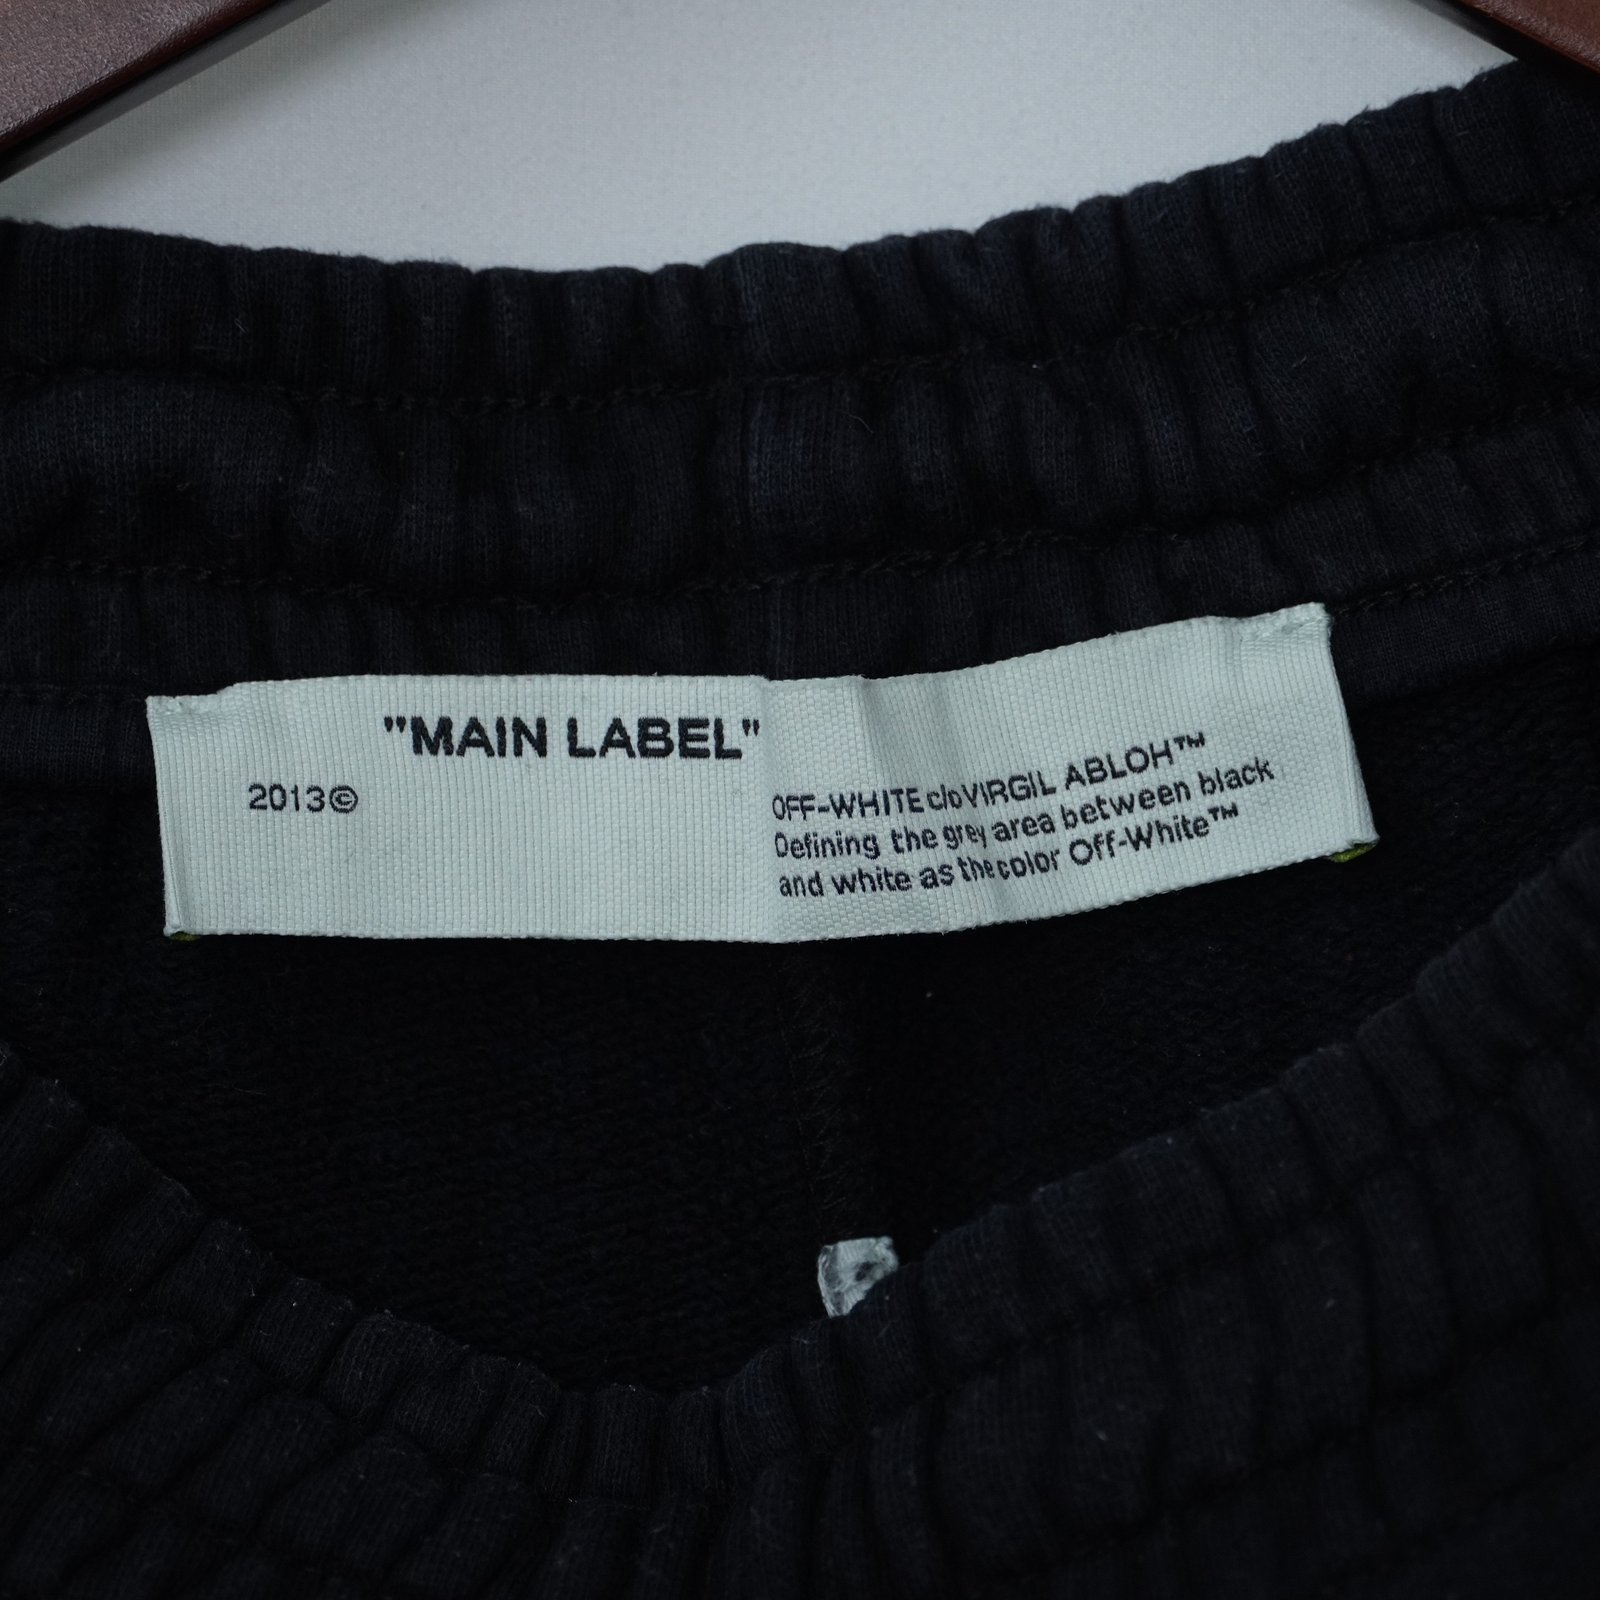 "MAIN LABEL"
2013©
OFF-WHITE c/o VIRGIL ABLOH™
Defining the grey area between black
and white as the color Off-White™